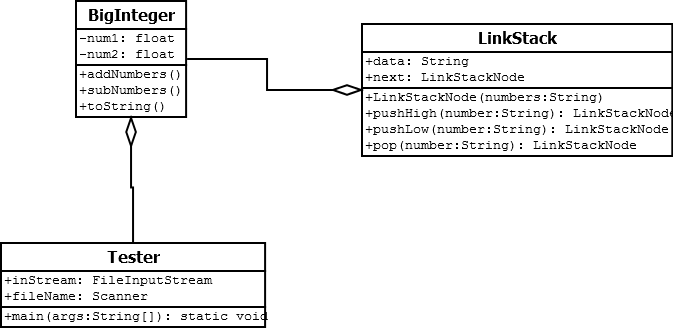 BigInteger
-num1: float
-num2: float
+addNumbers()
+subNumbers()
+toString()
LinkStack
+data: String
+next: LinkStackNode
+LinkStackNode(numbers:String)
+pushHigh(number:String): LinkStackNod
+pushLow(number:String): LinkStackNode
+pop(number:String): LinkStackNode
Tester
+inStream: FileInputStream
+fileName: Scanner
+main(args:String[]): static void